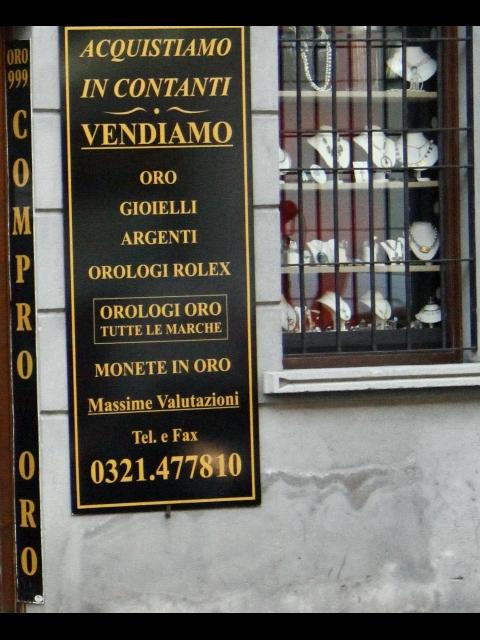 ORO
999
COMPRO ORO
ACQUISTIAMO
IN CONTANTI
VENDIAMO
ORO
GIOIELLI
ARGENTI
OROLOGI ROLEX
OROLOGI ORO
TUTTE LE MARCHE
MONETE IN ORO
Massime Valutazioni
Tel. e Fax
0321.477810